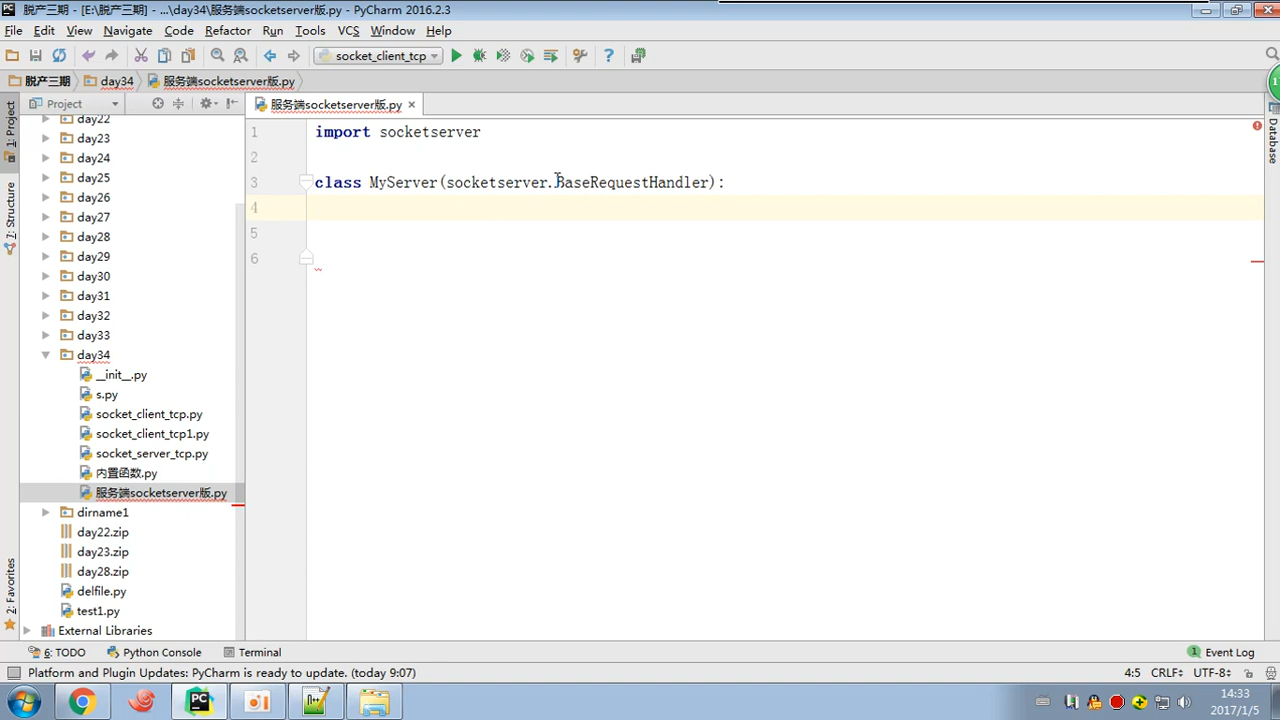 脱产三期 - [E:\脱产三期] - ...\day34\服务端socketserver版.py - PyCharm 2016.2.3
File Edit View Navigate Code Refactor Run Tools VCS Window Help
socket_client_tcp
脱产三期 day34 服务端socketserver版.py
1: Project
7: Structure
2: Favorites
Project
day22
day23
day24
day25
day26
day27
day28
day29
day30
day31
day32
day33
day34
__init__.py
s.py
socket_client_tcp.py
socket_client_tcp1.py
socket_server_tcp.py
内置函数.py
服务端socketserver版.py
dirname1
day22.zip
day23.zip
day28.zip
delfile.py
test1.py
External Libraries
服务端socketserver版.py
1 import socketserver
2
3 class MyServer(socketserver.BaseRequestHandler):
4
5
6
Database
6: TODO Python Console Terminal 1 Event Log
Platform and Plugin Updates: PyCharm is ready to update. (today 9:07) 4:5 CRLF UTF-8
14:33
2017/1/5